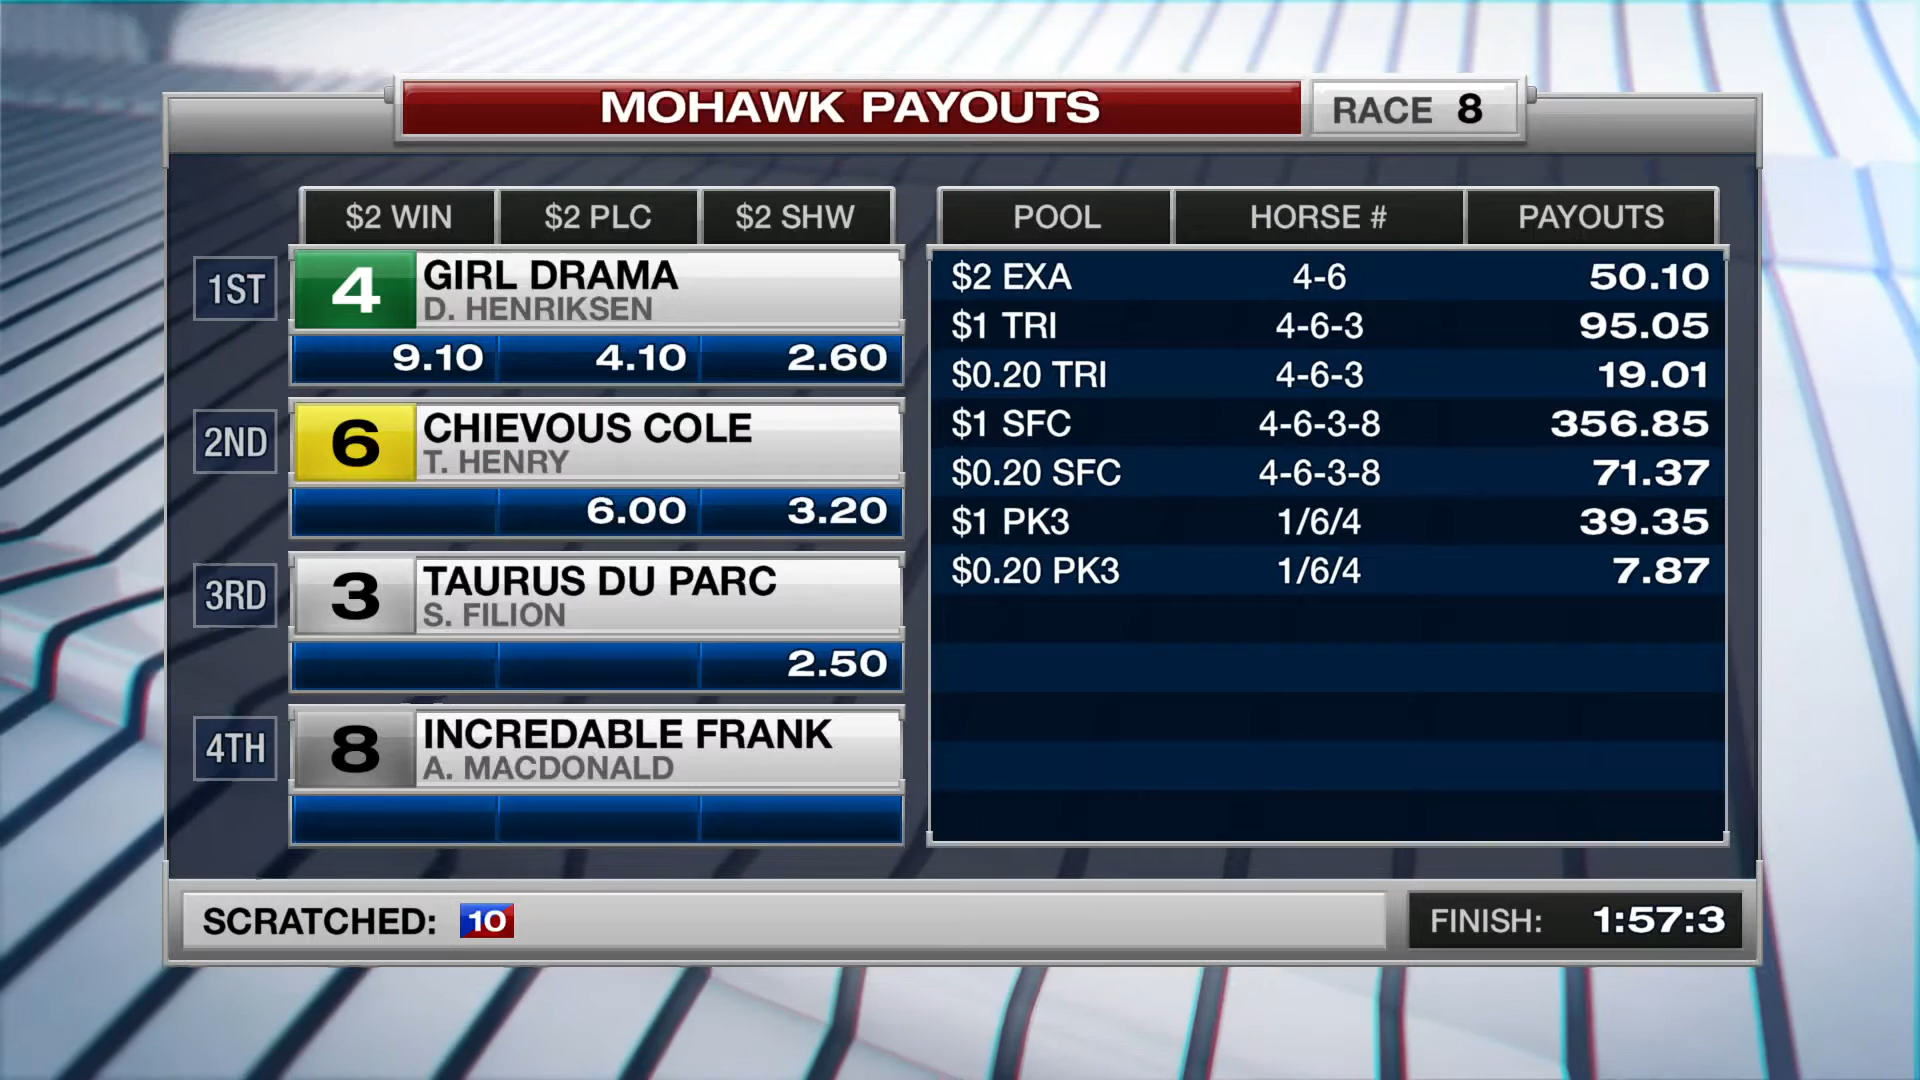 MOHAWK PAYOUTS
RACE 8
$2 WIN $2 PLC $2 SHW
1ST 4 GIRL DRAMA
D. HENRIKSEN
9.10 4.10 2.60
2ND 6 CHIEVOUS COLE
T. HENRY
6.00 3.20
3RD 3 TAURUS DU PARC
S. FILION
2.50
4TH 8 INCREDABLE FRANK
A. MACDONALD
POOL HORSE # PAYOUTS
$2 EXA 4-6 50.10
$1 TRI 4-6-3 95.05
$0.20 TRI 4-6-3 19.01
$1 SFC 4-6-3-8 356.85
$0.20 SFC 4-6-3-8 71.37
$1 PK3 1/6/4 39.35
$0.20 PK3 1/6/4 7.87
SCRATCHED: 10
FINISH: 1:57:3